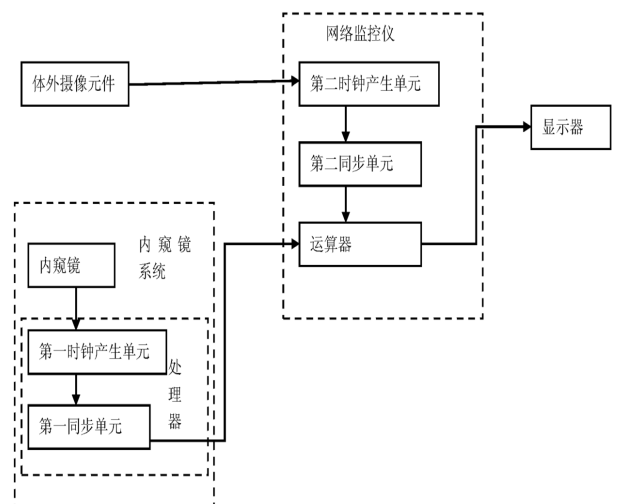 网络监控仪
体外摄像元件
第二时钟产生单元
显示器
第二同步单元
运算器
内窥镜
系统
内窥镜
第一时钟产生单元
处
理
器
第一同步单元